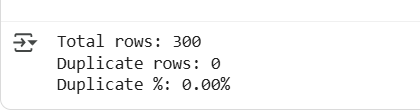 Total rows: 300
Duplicate rows: 0
Duplicate %: 0.00%